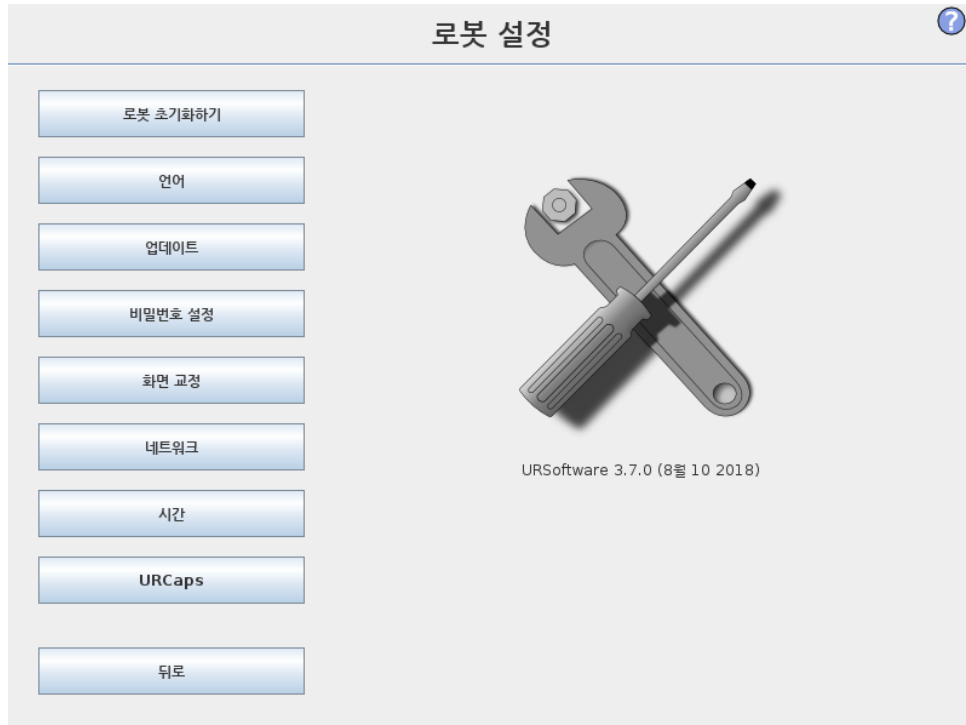 로봇 설정
?
로봇 초기화하기
언어
업데이트
비밀번호 설정
화면 교정
네트워크
시간
URCaps
뒤로
URSoftware 3.7.0 (8월 10 2018)